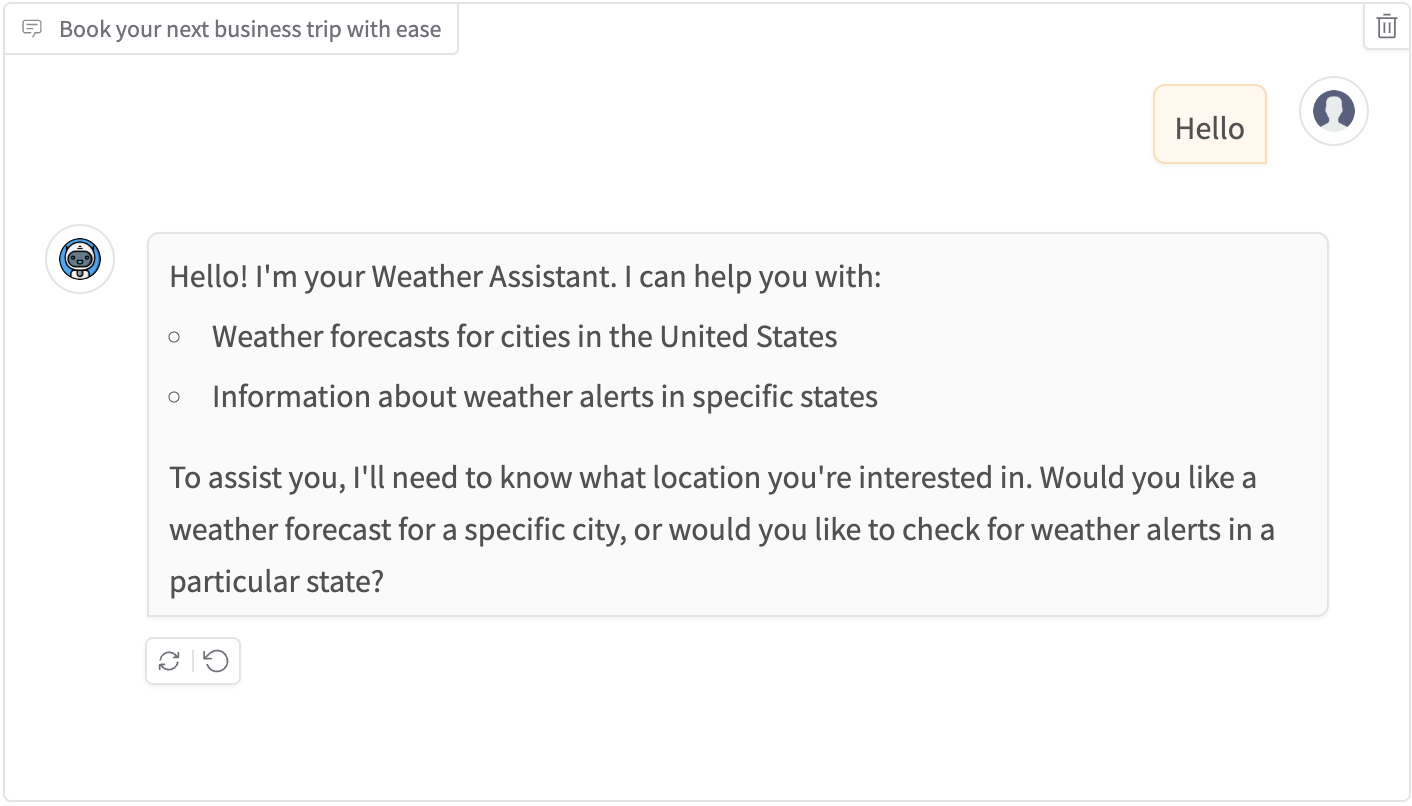 Book your next business trip with ease
Hello
Hello! I'm your Weather Assistant. I can help you with:
Weather forecasts for cities in the United States
Information about weather alerts in specific states
To assist you, I'll need to know what location you're interested in. Would you like a
weather forecast for a specific city, or would you like to check for weather alerts in a
particular state?